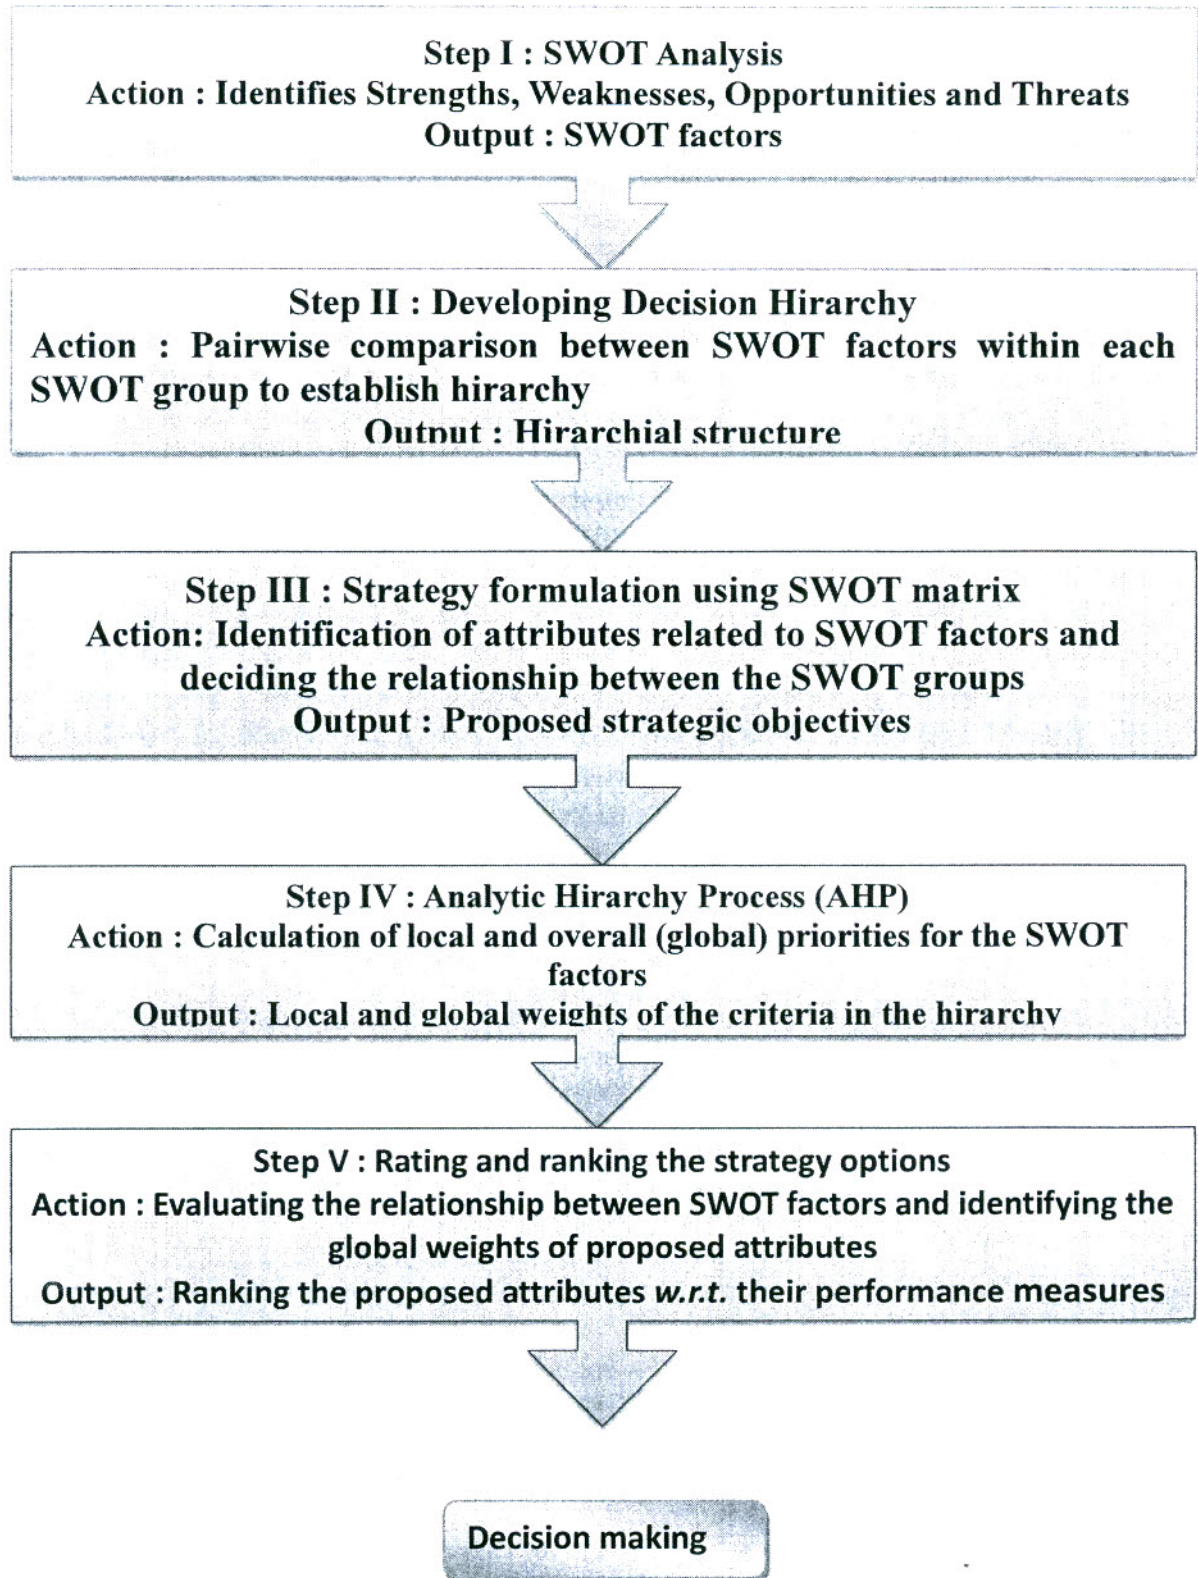 Step I : SWOT Analysis
Action : Identifies Strengths, Weaknesses, Opportunities and Threats
Output : SWOT factors
Step II : Developing Decision Hirarchy
Action : Pairwise comparison between SWOT factors within each
SWOT group to establish hirarchy
Output : Hirarchial structure
Step III : Strategy formulation using SWOT matrix
Action: Identification of attributes related to SWOT factors and
deciding the relationship between the SWOT groups
Output : Proposed strategic objectives
Step IV : Analytic Hirarchy Process (AHP)
Action : Calculation of local and overall (global) priorities for the SWOT
factors
Output : Local and global weights of the criteria in the hirarchy
Step V : Rating and ranking the strategy options
Action : Evaluating the relationship between SWOT factors and identifying the
global weights of proposed attributes
Output : Ranking the proposed attributes w.r.t. their performance measures
Decision making